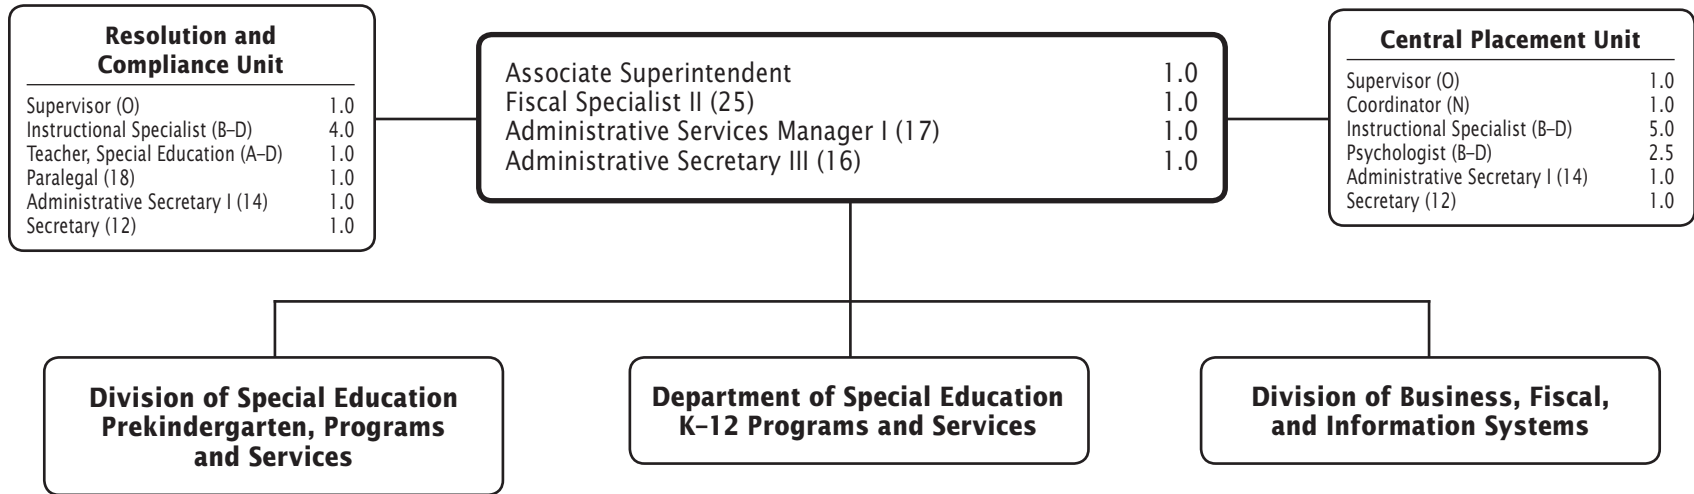 Resolution and
Compliance Unit
Supervisor (O) 1.0
Instructional Specialist (B–D) 4.0
Teacher, Special Education (A–D) 1.0
Paralegal (18) 1.0
Administrative Secretary I (14) 1.0
Secretary (12) 1.0
Associate Superintendent 1.0
Fiscal Specialist II (25) 1.0
Administrative Services Manager I (17) 1.0
Administrative Secretary III (16) 1.0
Central Placement Unit
Supervisor (O) 1.0
Coordinator (N) 1.0
Instructional Specialist (B–D) 5.0
Psychologist (B–D) 2.5
Administrative Secretary I (14) 1.0
Secretary (12) 1.0
Division of Special Education
Prekindergarten, Programs
and Services
Department of Special Education
K–12 Programs and Services
Division of Business, Fiscal,
and Information Systems